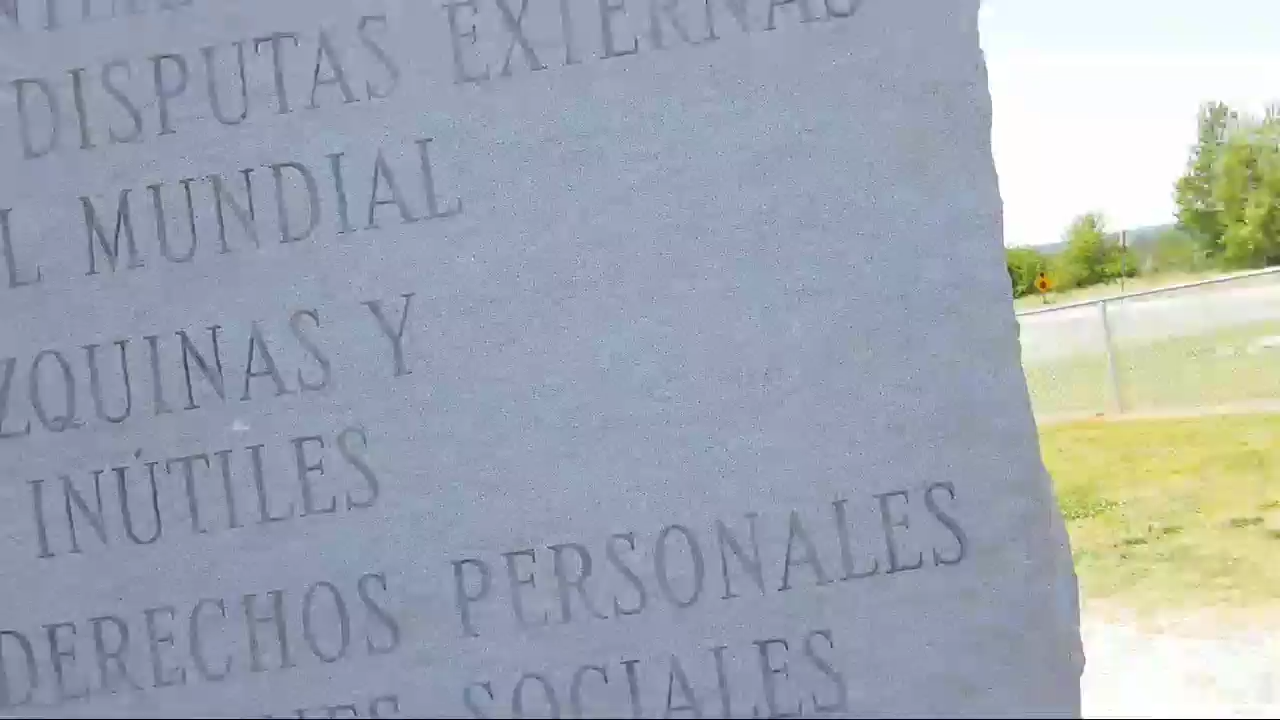 DISPUTAS EXTERNAS
L MUNDIAL
ZQUINAS Y
INÚTILES
DERECHOS PERSONALES
SOCIALES